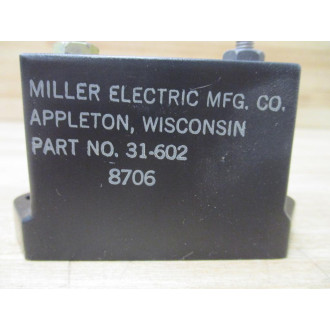 MILLER ELECTRIC MFG. CO.
APPLETON, WISCONSIN
PART NO. 31-602
8706